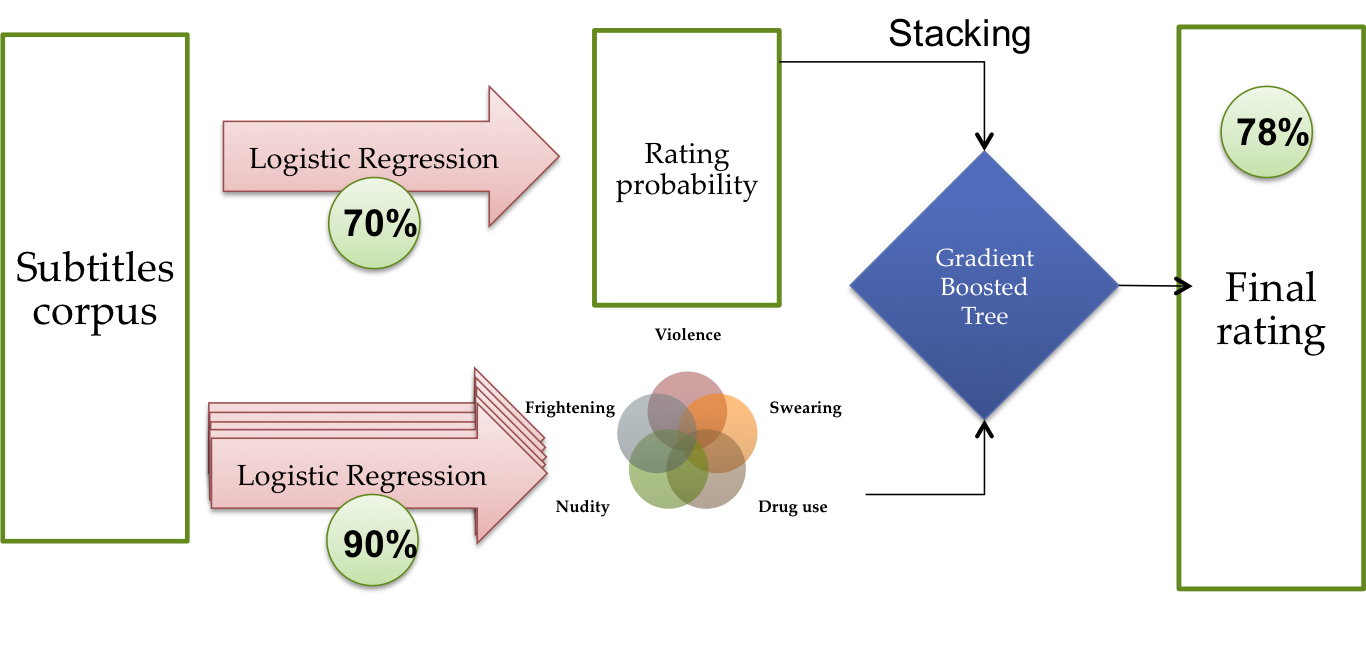 Stacking
Subtitles
corpus
Logistic Regression
70%
Rating
probability
Gradient
Boosted
Tree
78%
Final
rating
Logistic Regression
90%
Violence
Frightening
Swearing
Nudity
Drug use